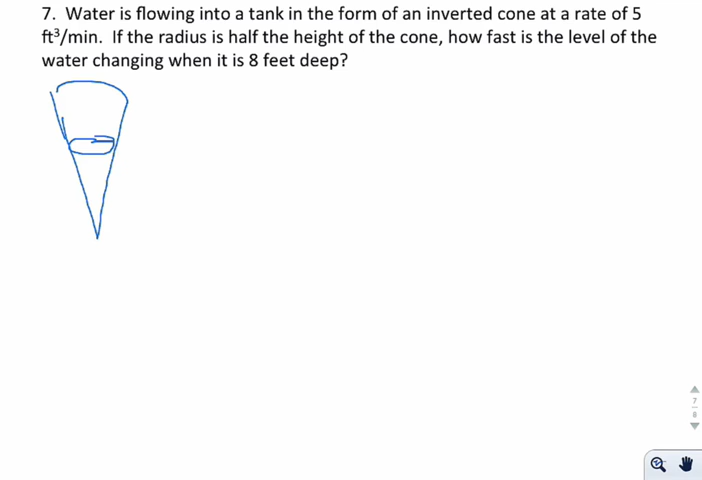 7. Water is flowing into a tank in the form of an inverted cone at a rate of 5
ft³/min. If the radius is half the height of the cone, how fast is the level of the
water changing when it is 8 feet deep?
7
8